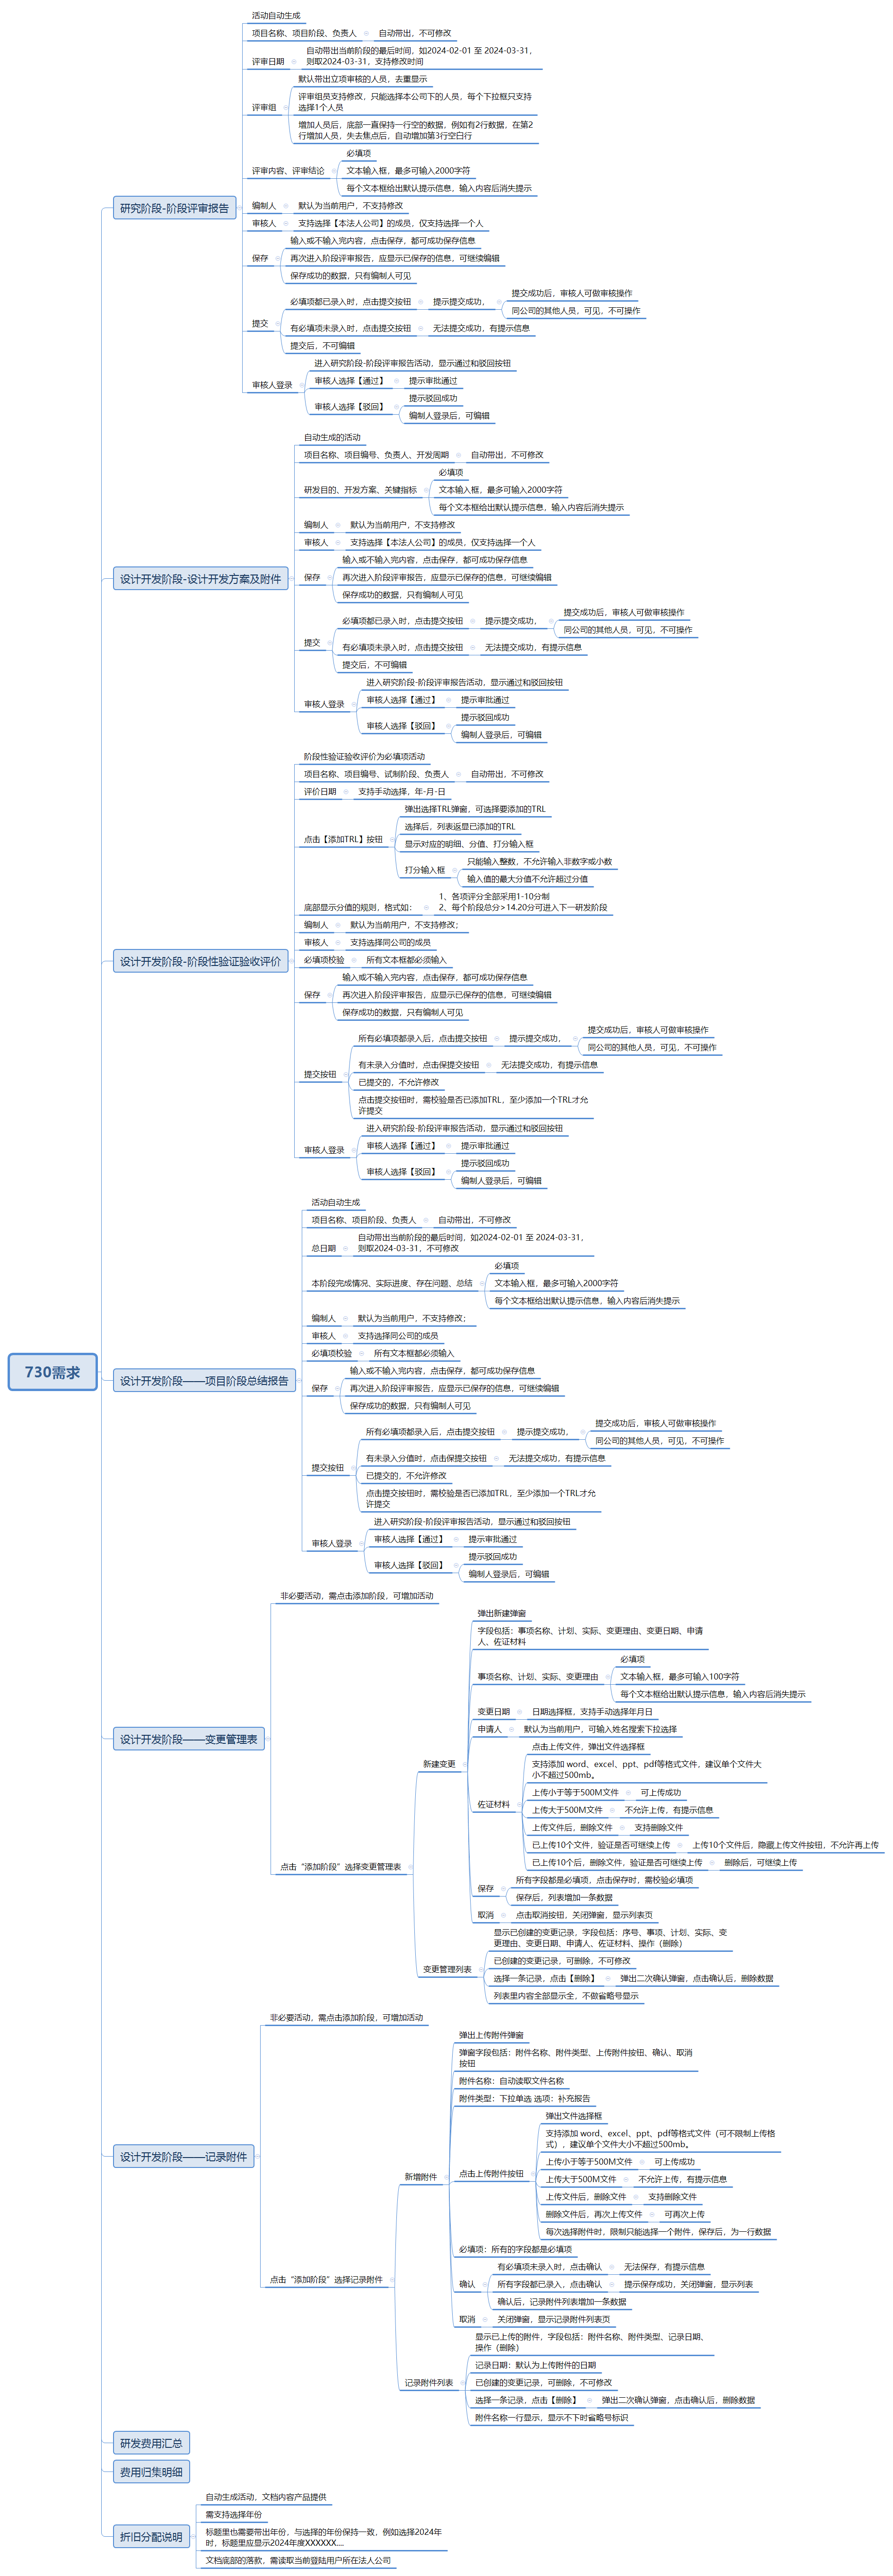 730需求
研究阶段-阶段评审报告
活动自动生成
项目名称、项目阶段、负责人
自动带出，不可修改
评审日期
自动带出当前阶段的最后时间，如2024-02-01 至 2024-03-31，
则取2024-03-31，支持修改时间
评审组
默认带出立项审核的人员，去重显示
评审组员支持修改，只能选择本公司下的人员，每个下拉框只支持
选择1个人员
增加人员后，底部一直保持一行空的数据，例如有2行数据，在第2
行增加人员，失去焦点后，自动增加第3行空白行
评审内容、评审结论
必填项
文本输入框，最多可输入2000字符
每个文本框给出默认提示信息，输入内容后消失提示
编制人
默认为当前用户，不支持修改
审核人
支持选择【本法人公司】的成员，仅支持选择一个人
保存
输入或不输入完内容，点击保存，都可成功保存信息
再次进入阶段评审报告，应显示已保存的信息，可继续编辑
保存成功的数据，只有编制人可见
提交
必填项都已录入时，点击提交按钮
提示提交成功，
提交成功后，审核人可做审核操作
同公司的其他人员，可见，不可操作
有必填项未录入时，点击提交按钮
无法提交成功，有提示信息
提交后，不可编辑
审核人登录
进入研究阶段-阶段评审报告活动，显示通过和驳回按钮
审核人选择【通过】
提示审批通过
审核人选择【驳回】
提示驳回成功
编制人登录后，可编辑
设计开发阶段-设计开发方案及附件
自动生成的活动
项目名称、项目编号、负责人、开发周期
自动带出，不可修改
研发目的、开发方案、关键指标
必填项
文本输入框，最多可输入2000字符
每个文本框给出默认提示信息，输入内容后消失提示
编制人
默认为当前用户，不支持修改
审核人
支持选择【本法人公司】的成员，仅支持选择一个人
保存
输入或不输入完内容，点击保存，都可成功保存信息
再次进入阶段评审报告，应显示已保存的信息，可继续编辑
保存成功的数据，只有编制人可见
提交
必填项都已录入时，点击提交按钮
提示提交成功，
提交成功后，审核人可做审核操作
同公司的其他人员，可见，不可操作
有必填项未录入时，点击提交按钮
无法提交成功，有提示信息
提交后，不可编辑
审核人登录
进入研究阶段-阶段评审报告活动，显示通过和驳回按钮
审核人选择【通过】
提示审批通过
审核人选择【驳回】
提示驳回成功
编制人登录后，可编辑
设计开发阶段-阶段性验证验收评价
阶段性验证验收评价为必填项活动
项目名称、项目编号、试制阶段、负责人
自动带出，不可修改
评价日期
支持手动选择，年-月-日
点击【添加TRL】按钮
弹出选择TRL弹窗，可选择要添加的TRL
选择后，列表返显已添加的TRL
显示对应的明细、分值、打分输入框
打分输入框
只能输入整数，不允许输入非数字或小数
输入值的最大分值不允许超过分值
底部显示分值的规则，格式如：
1、各项评分全部采用1-10分制
2、每个阶段总分>14.20分可进入下一研发阶段
编制人
默认为当前用户，不支持修改；
审核人
支持选择同公司的成员
必填项校验
所有文本框都必须输入
保存
输入或不输入完内容，点击保存，都可成功保存信息
再次进入阶段评审报告，应显示已保存的信息，可继续编辑
保存成功的数据，只有编制人可见
提交按钮
所有必填项都录入后，点击提交按钮
提示提交成功，
提交成功后，审核人可做审核操作
同公司的其他人员，可见，不可操作
有未录入分值时，点击保提交按钮
无法提交成功，有提示信息
已提交的，不允许修改
点击提交按钮时，需校验是否已添加TRL，至少添加一个TRL才允
许提交
审核人登录
进入研究阶段-阶段评审报告活动，显示通过和驳回按钮
审核人选择【通过】
提示审批通过
审核人选择【驳回】
提示驳回成功
编制人登录后，可编辑
设计开发阶段——项目阶段总结报告
活动自动生成
项目名称、项目阶段、负责人
自动带出，不可修改
总日期
自动带出当前阶段的最后时间，如2024-02-01 至 2024-03-31，
则取2024-03-31，不可修改
本阶段完成情况、实际进度、存在问题、总结
必填项
文本输入框，最多可输入2000字符
每个文本框给出默认提示信息，输入内容后消失提示
编制人
默认为当前用户，不支持修改；
审核人
支持选择同公司的成员
必填项校验
所有文本框都必须输入
保存
输入或不输入完内容，点击保存，都可成功保存信息
再次进入阶段评审报告，应显示已保存的信息，可继续编辑
保存成功的数据，只有编制人可见
提交按钮
所有必填项都录入后，点击提交按钮
提示提交成功，
提交成功后，审核人可做审核操作
同公司的其他人员，可见，不可操作
有未录入分值时，点击保提交按钮
无法提交成功，有提示信息
已提交的，不允许修改
点击提交按钮时，需校验是否已添加TRL，至少添加一个TRL才允
许提交
审核人登录
进入研究阶段-阶段评审报告活动，显示通过和驳回按钮
审核人选择【通过】
提示审批通过
审核人选择【驳回】
提示驳回成功
编制人登录后，可编辑
设计开发阶段——变更管理表
非必要活动，需点击添加阶段，可增加活动
点击“添加阶段”选择变更管理表
新建变更
弹出新建弹窗
字段包括：事项名称、计划、实际、变更理由、变更日期、申请
人、佐证材料
事项名称、计划、实际、变更理由
必填项
文本输入框，最多可输入100字符
每个文本框给出默认提示信息，输入内容后消失提示
变更日期
日期选择框，支持手动选择年月日
申请人
默认为当前用户，可输入姓名搜索下拉选择
佐证材料
点击上传文件，弹出文件选择框
支持添加 word、excel、ppt、pdf等格式文件，建议单个文件大
小不超过500mb。
上传小于等于500M文件
可上传成功
上传大于500M文件
不允许上传，有提示信息
上传文件后，删除文件
支持删除文件
已上传10个文件，验证是否可继续上传
上传10个文件后，隐藏上传文件按钮，不允许再上传
已上传10个后，删除文件，验证是否可继续上传
删除后，可继续上传
保存
所有字段都是必填项，点击保存时，需校验必填项
保存后，列表增加一条数据
取消
点击取消按钮，关闭弹窗，显示列表页
变更管理列表
显示已创建的变更记录，字段包括：序号、事项、计划、实际、变
更理由、变更日期、申请人、佐证材料、操作（删除）
已创建的变更记录，可删除，不可修改
选择一条记录，点击【删除】
弹出二次确认弹窗，点击确认后，删除数据
列表里内容全部显示全，不做省略号显示
设计开发阶段——记录附件
非必要活动，需点击添加阶段，可增加活动
点击“添加阶段”选择记录附件
新增附件
弹出上传附件弹窗
弹窗字段包括：附件名称、附件类型、上传附件按钮、确认、取消
按钮
附件名称：自动读取文件名称
附件类型：下拉单选 选项：补充报告
点击上传附件按钮
弹出文件选择框
支持添加 word、excel、ppt、pdf等格式文件（可不限制上传格
式），建议单个文件大小不超过500mb。
上传小于等于500M文件
可上传成功
上传大于500M文件
不允许上传，有提示信息
上传文件后，删除文件
支持删除文件
删除文件后，再次上传文件
可再次上传
每次选择附件时，限制只能选择一个附件，保存后，为一行数据
必填项：所有的字段都是必填项
确认
有必填项未录入时，点击确认
无法保存，有提示信息
所有字段都已录入，点击确认
提示保存成功，关闭弹窗，显示列表
确认后，记录附件列表增加一条数据
取消
关闭弹窗，显示记录附件列表页
记录附件列表
显示已上传的附件，字段包括：附件名称、附件类型、记录日期、
操作（删除）
记录日期：默认为上传附件的日期
已创建的变更记录，可删除，不可修改
选择一条记录，点击【删除】
弹出二次确认弹窗，点击确认后，删除数据
附件名称一行显示，显示不下时省略号标识
研发费用汇总
费用归集明细
折旧分配说明
自动生成活动，文档内容产品提供
需支持选择年份
标题里也需要带出年份，与选择的年份保持一致，例如选择2024年
时，标题里应显示2024年度XXXXXX....
文档底部的落款，需读取当前登陆用户所在法人公司